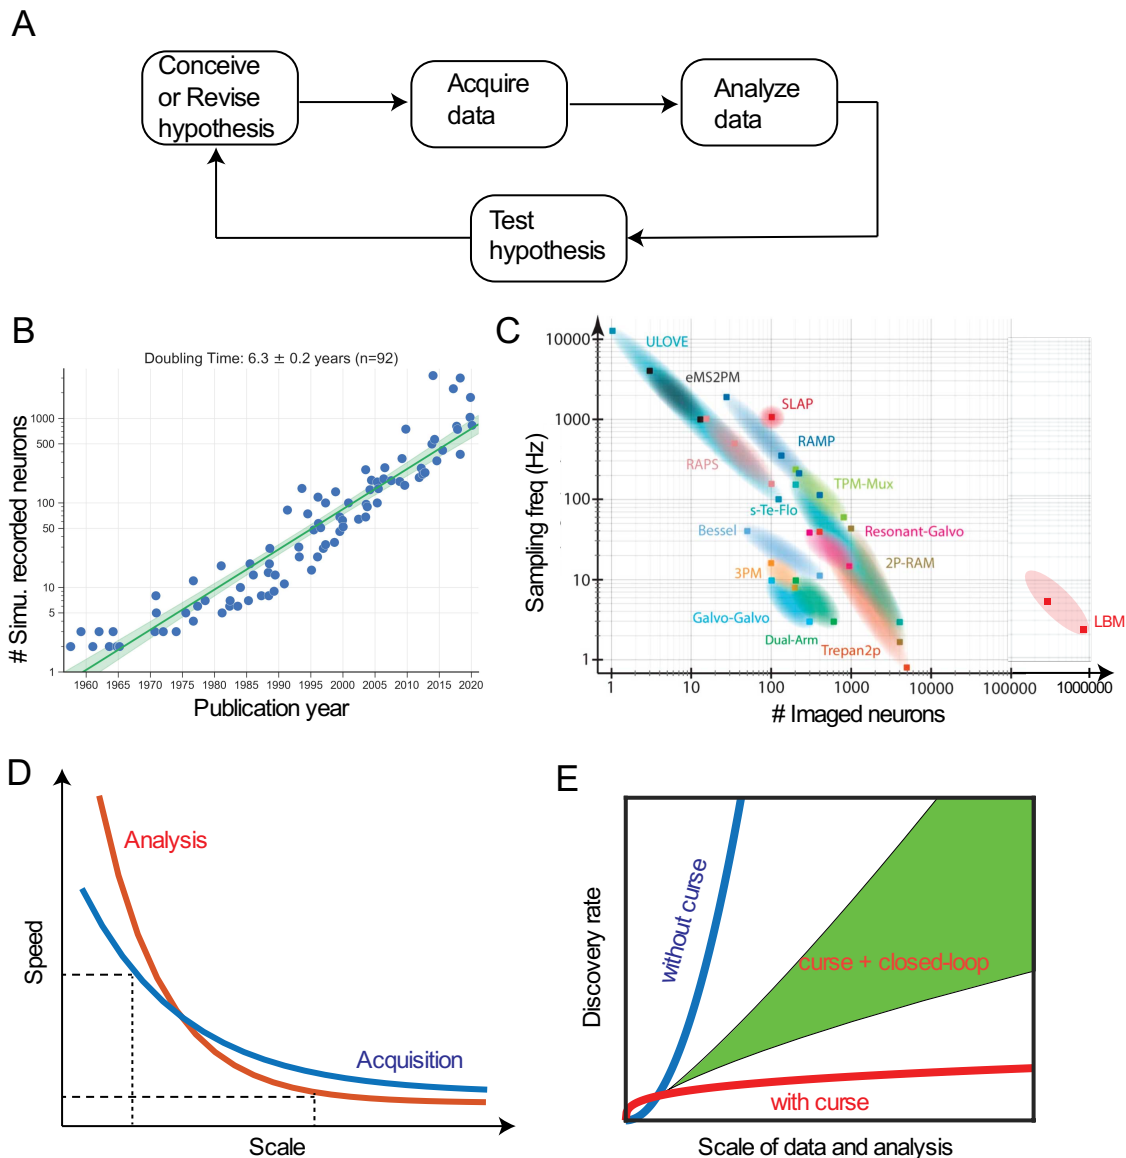 A
Conceive
or Revise
hypothesis
Acquire
data
Analyze
data
Test
hypothesis
B
Doubling Time: 6.3 ± 0.2 years (n=92)
# Simu. recorded neurons
1000
500
100
50
10
5
1
1960 1965 1970 1975 1980 1985 1990 1995 2000 2005 2010 2015 2020
Publication year
C
Sampling freq (Hz)
10000
1000
100
10
1
ULOVE
eMS2PM
SLAP
RAMP
RAPS
TPM-Mux
s-Te-Flo
Bessel
Resonant-Galvo
3PM
2P-RAM
Galvo-Galvo
Dual-Arm
Trepan2p
LBM
1 10 100 1000 10000 100000 1000000
# Imaged neurons
D
Speed
Analysis
Acquisition
Scale
E
Discovery rate
without curse
curse + closed-loop
with curse
Scale of data and analysis